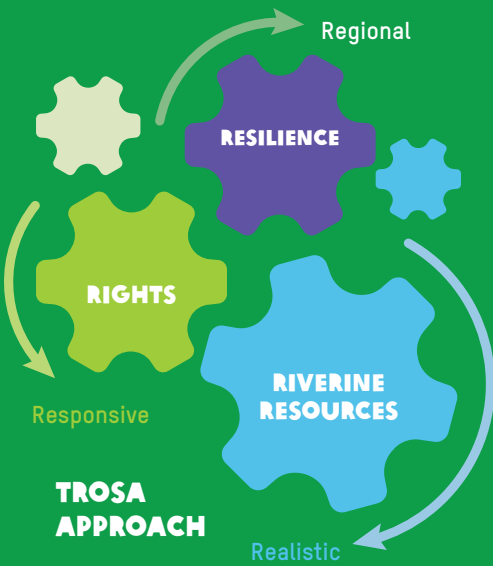 Regional
RESILIENCE
RIGHTS
RIVERINE
RESOURCES
Responsive
TROSA
APPROACH
Realistic